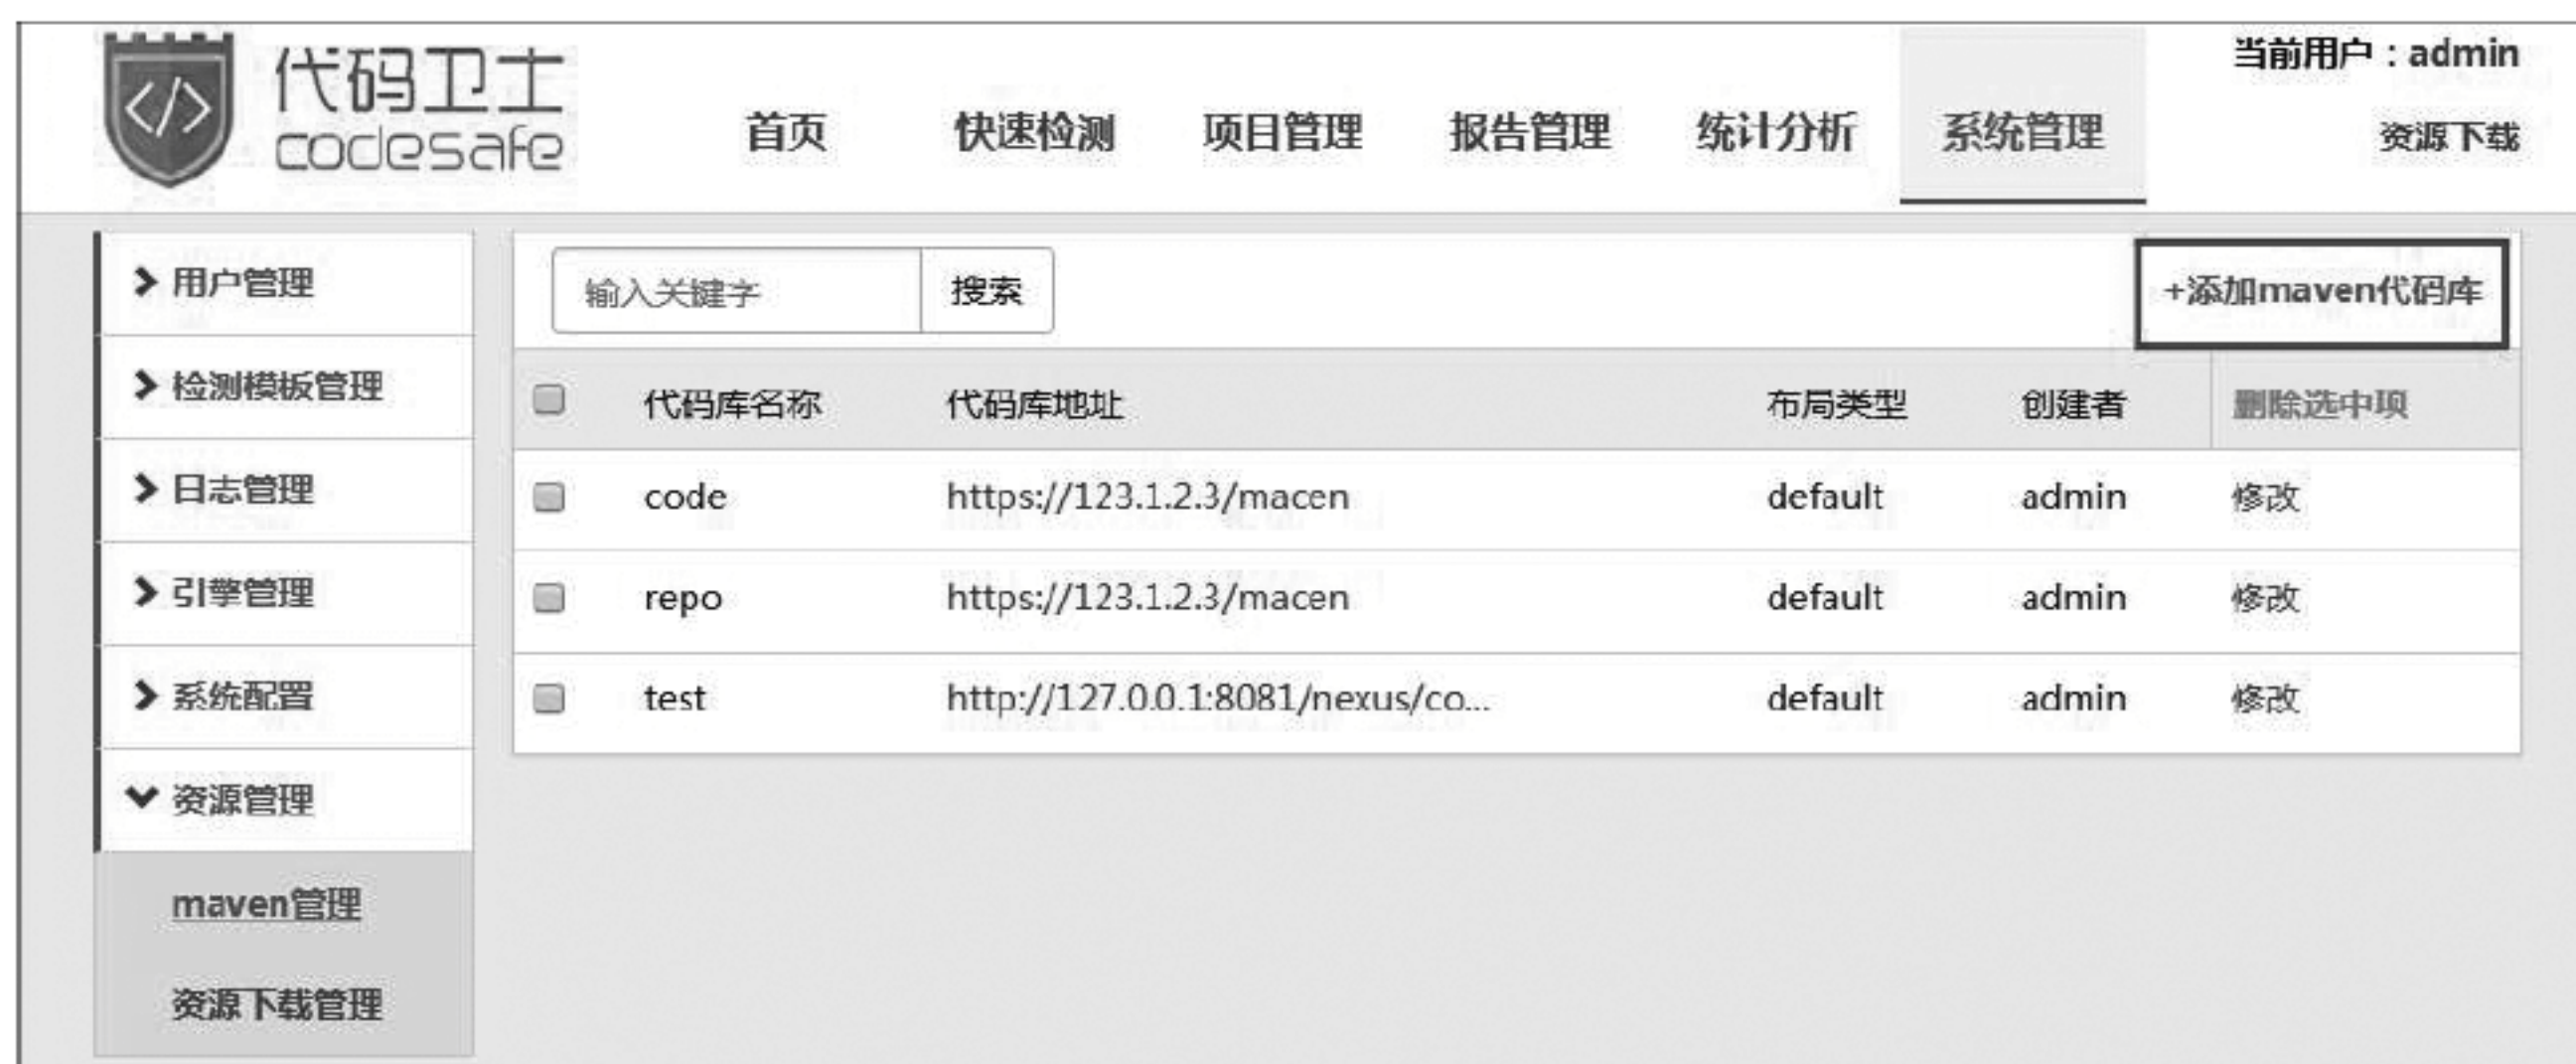 代码卫士
codesafe
首页 快速检测 项目管理 报告管理 统计分析 系统管理
当前用户：admin
资源下载
用户管理
检测模板管理
日志管理
引擎管理
系统配置
资源管理
maven管理
资源下载管理
输入关键字 搜索 +添加maven代码库
代码库名称 代码库地址 布局类型 创建者 删除选中项
code https://123.1.2.3/macen default admin 修改
repo https://123.1.2.3/macen default admin 修改
test http://127.0.0.1:8081/nexus/co... default admin 修改